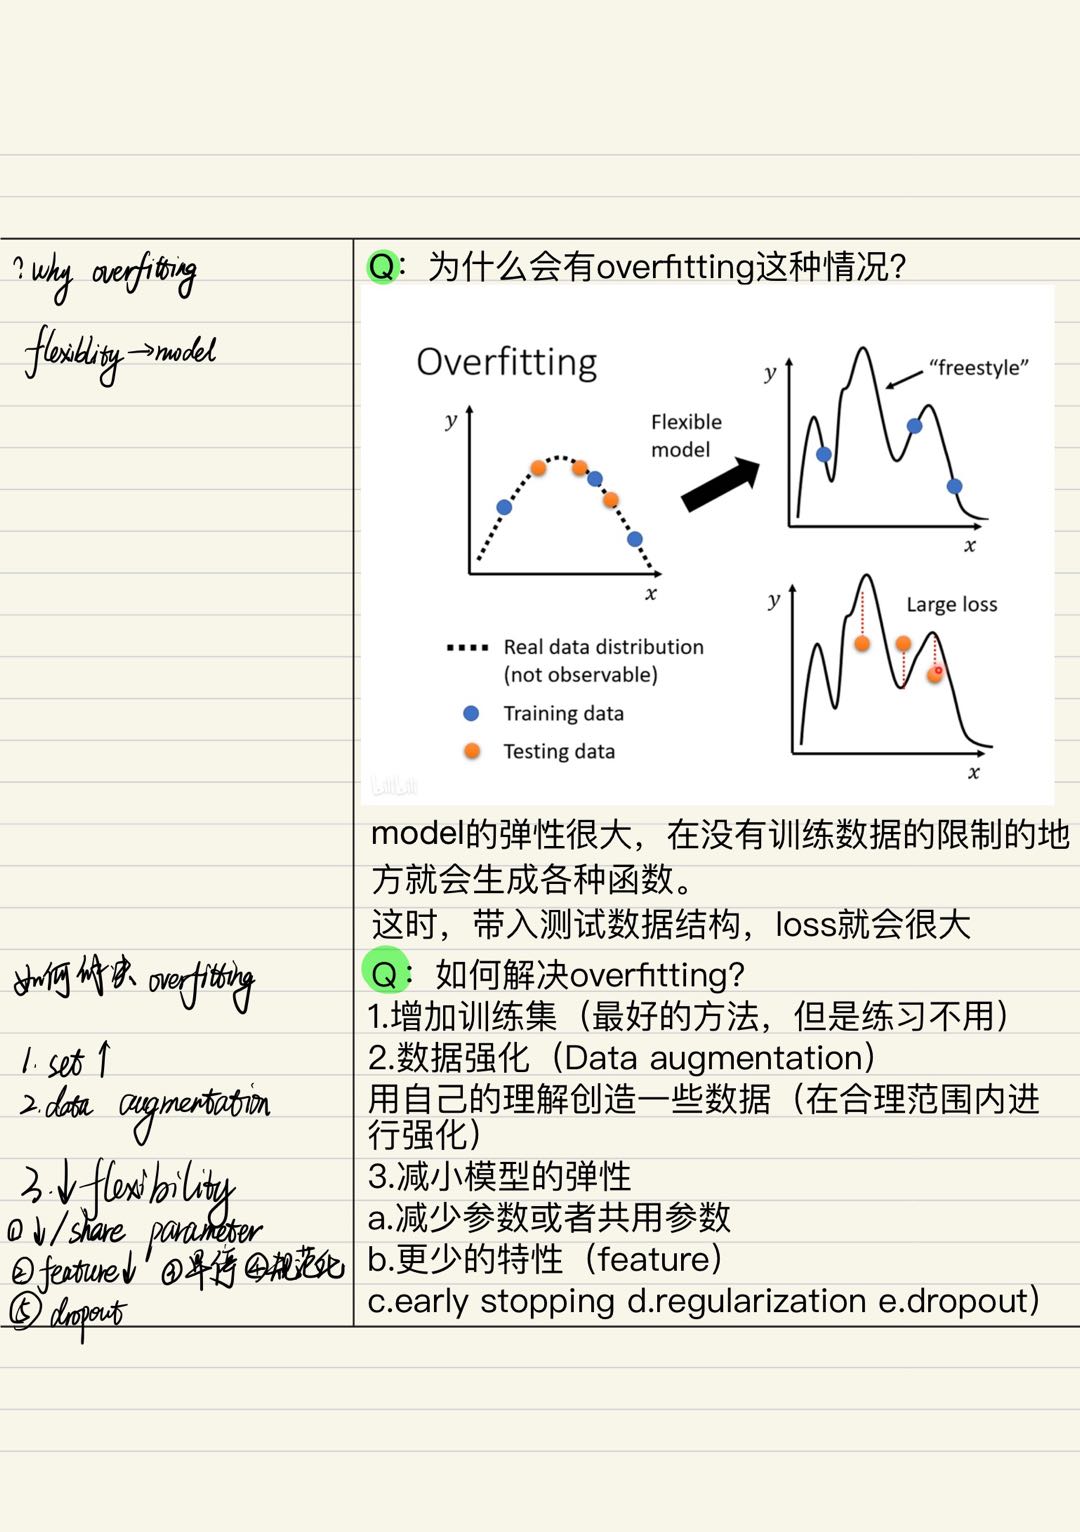 ?why overfitting
flexiblity→model
Q：为什么会有overfitting这种情况？
Overfitting
y
x
Flexible
model
y
"freestyle"
x
y
Large loss
x
Real data distribution
(not observable)
Training data
Testing data
bilibili
model的弹性很大，在没有训练数据的限制的地
方就会生成各种函数。
这时，带入测试数据结构，loss就会很大
如何解决 overfitting
Q：如何解决overfitting？
1.增加训练集（最好的方法，但是练习不用）
1. set ↑
2.数据强化（Data augmentation）
2.data augmentation
用自己的理解创造一些数据（在合理范围内进
行强化）
3.↓flexibility
3.减小模型的弹性
①↓/share parameter
a.减少参数或者共用参数
②feature↓ ③早停 ④规范化
b.更少的特性（feature）
⑤ dropout
c.early stopping d.regularization e.dropout）